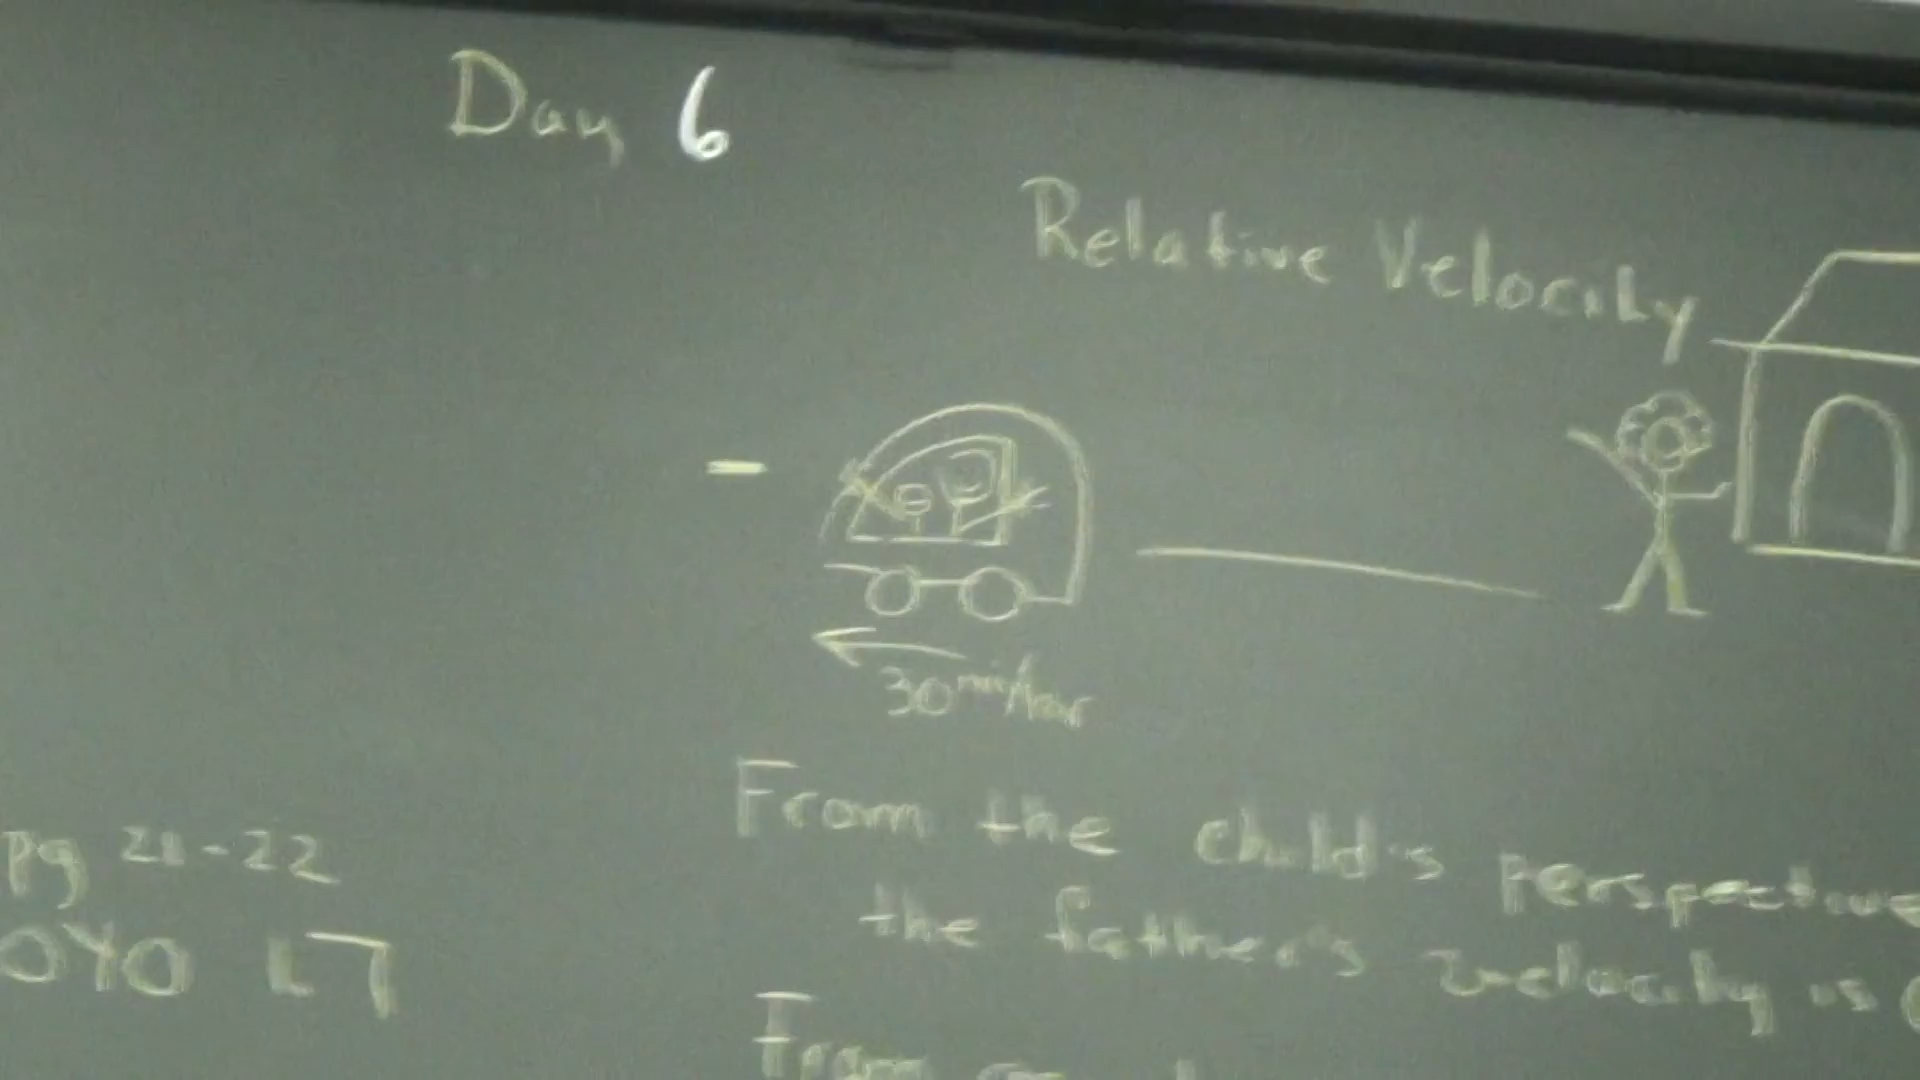 Day 6
Relative Velocity
30 mi/hr
From the child's perspective
the father's velocity is
pg 21-22
OYO 17
From